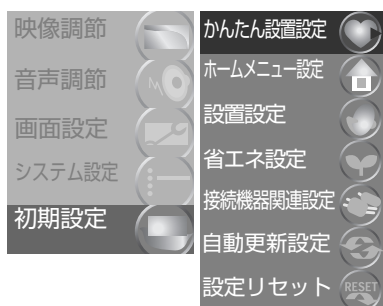 映像調節
音声調節
画面設定
システム設定
初期設定
かんたん設置設定
ホームメニュー設定
設置設定
省エネ設定
接続機器関連設定
自動更新設定
設定リセット
RESET